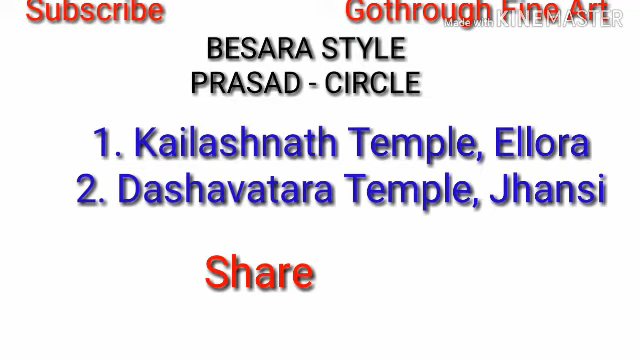 Subscribe Gothrough Fine Art
Made with KINEMASTER
BESARA STYLE
PRASAD - CIRCLE
1. Kailashnath Temple, Ellora
2. Dashavatara Temple, Jhansi
Share